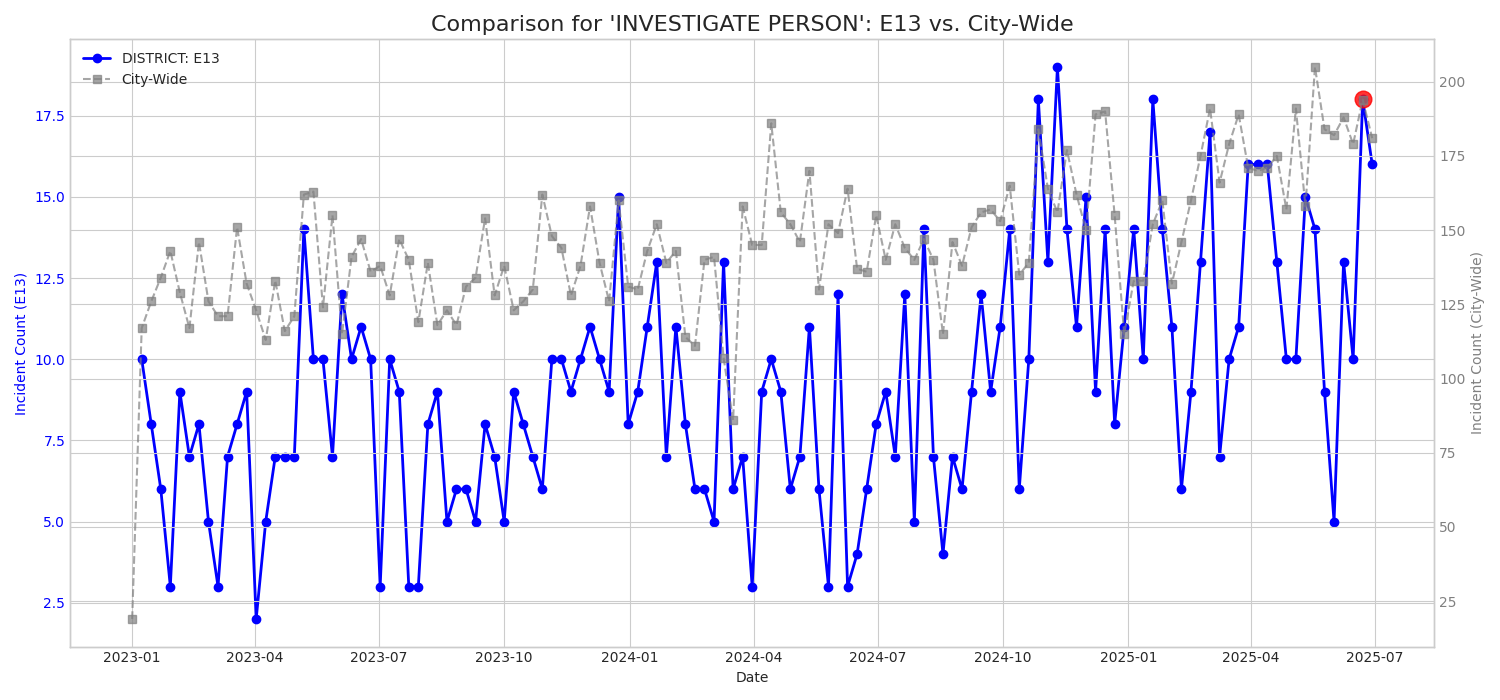 Comparison for 'INVESTIGATE PERSON': E13 vs. City-Wide
DISTRICT: E13
City-Wide
Incident Count (E13)
17.5
15.0
12.5
10.0
7.5
5.0
2.5
200
175
150
125
100
75
50
25
Incident Count (City-Wide)
2023-01 2023-04 2023-07 2023-10 2024-01 2024-04 2024-07 2024-10 2025-01 2025-04 2025-07
Date